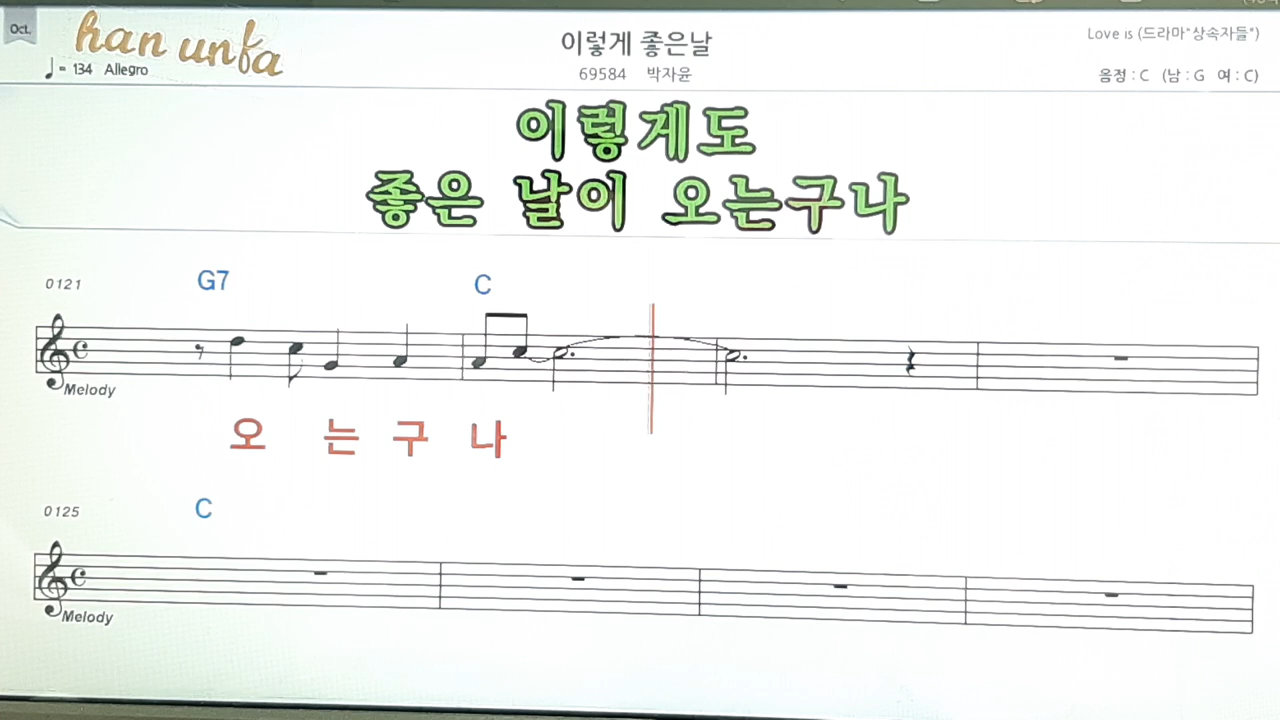 Oct.
han unfa
♩= 134 Allegro
이렇게 좋은날
69584 박자윤
Love is (드라마"상속자들")
음정 : C (남 : G 여 : C)
이렇게도
좋은 날이 오는구나
0121 G7 C
Melody
오 는 구 나
0125 C
Melody